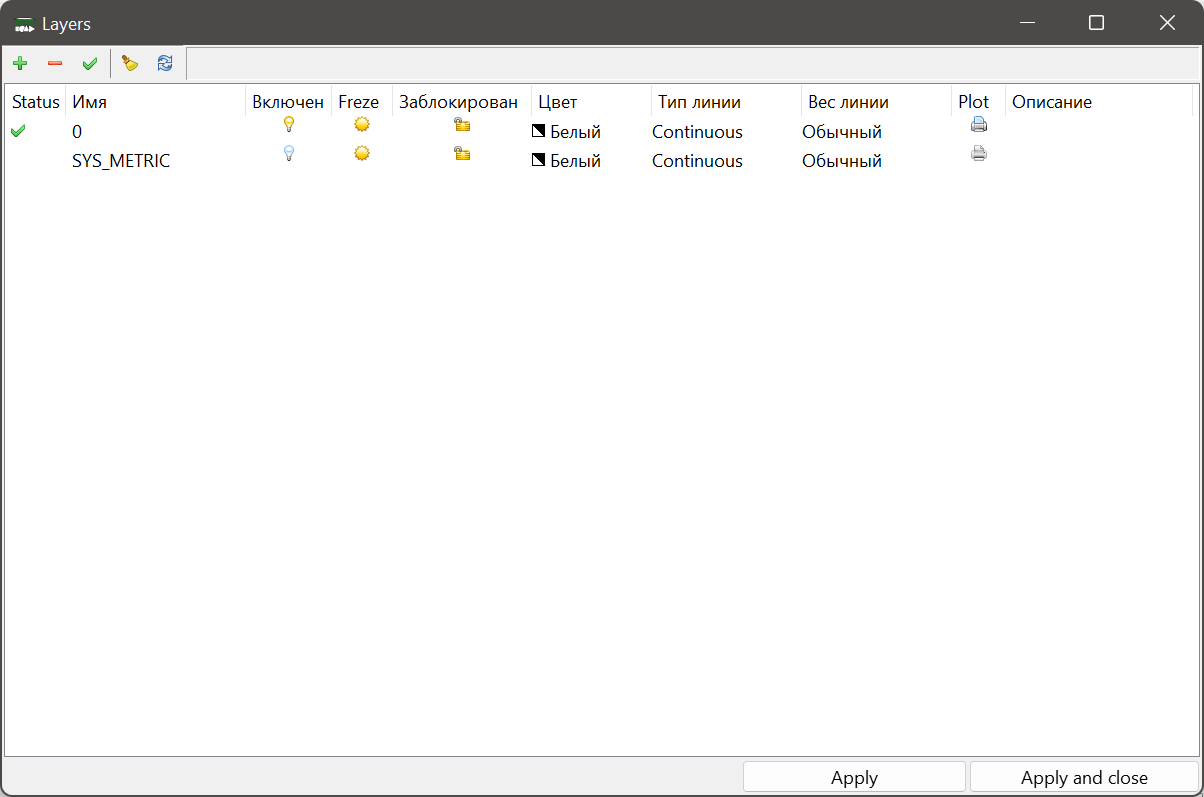 Layers
Status Имя Включен Freze Заблокирован Цвет Тип линии Вес линии Plot Описание
0 Белый Continuous Обычный
SYS_METRIC Белый Continuous Обычный
Apply Apply and close